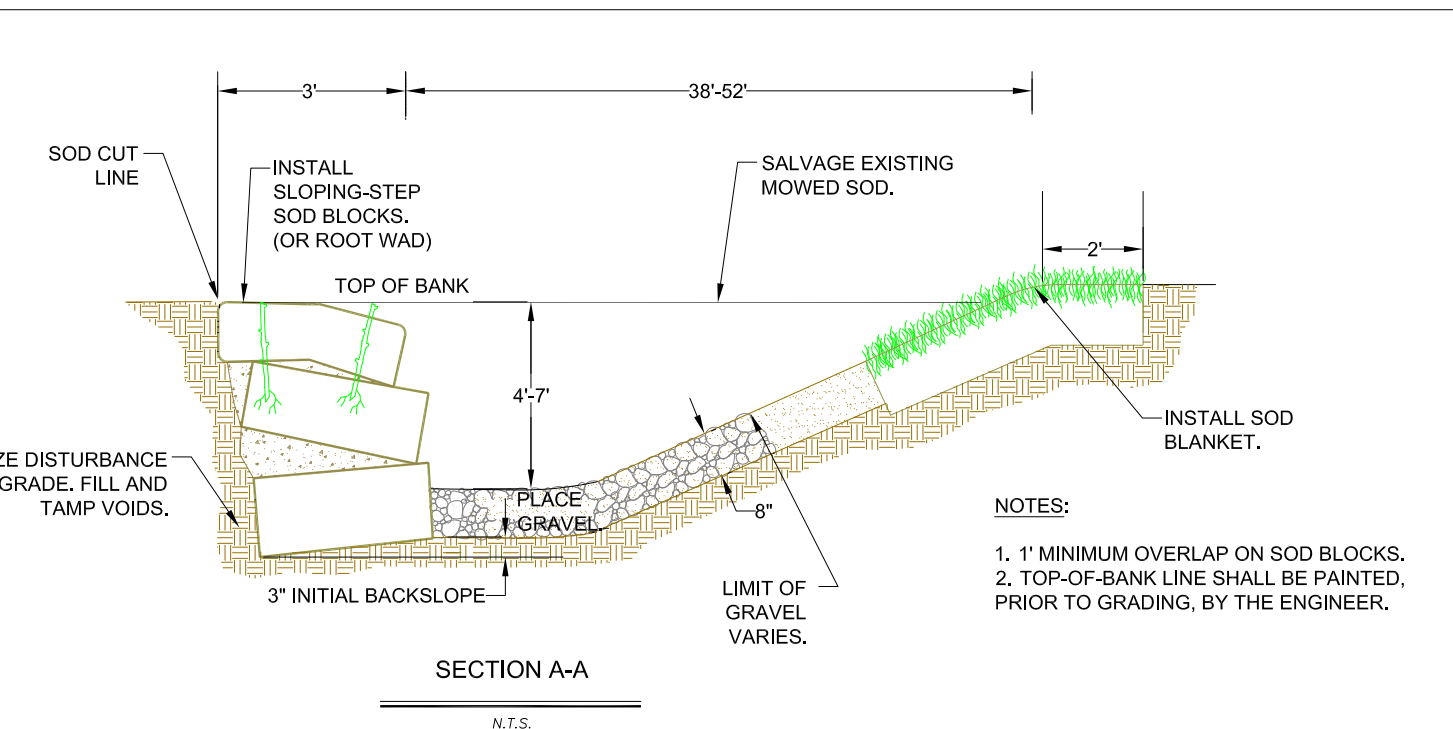 3'
38'-52'
SOD CUT
LINE
INSTALL
SLOPING-STEP
SOD BLOCKS.
(OR ROOT WAD)
SALVAGE EXISTING
MOWED SOD.
2'
TOP OF BANK
4'-7'
INSTALL SOD
BLANKET.
ZE DISTURBANCE
GRADE. FILL AND
TAMP VOIDS.
PLACE
GRAVEL.
8"
3" INITIAL BACKSLOPE
LIMIT OF
GRAVEL
VARIES.
NOTES:
1. 1' MINIMUM OVERLAP ON SOD BLOCKS.
2. TOP-OF-BANK LINE SHALL BE PAINTED,
PRIOR TO GRADING, BY THE ENGINEER.
SECTION A-A
N.T.S.